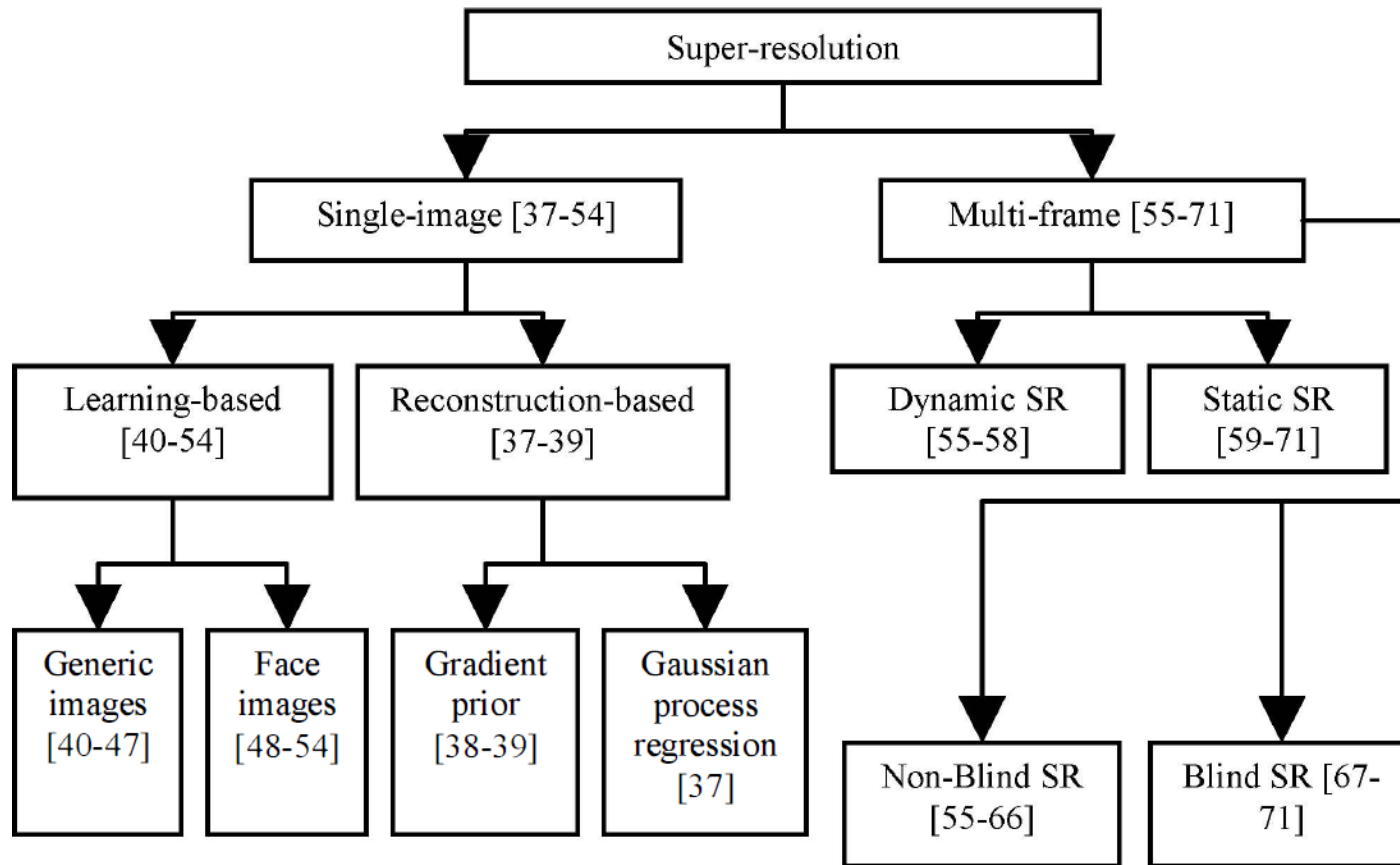 Super-resolution
Single-image [37-54]
Multi-frame [55-71]
Learning-based
[40-54]
Reconstruction-based
[37-39]
Dynamic SR
[55-58]
Static SR
[59-71]
Generic
images
[40-47]
Face
images
[48-54]
Gradient
prior
[38-39]
Gaussian
process
regression
[37]
Non-Blind SR
[55-66]
Blind SR [67-
71]